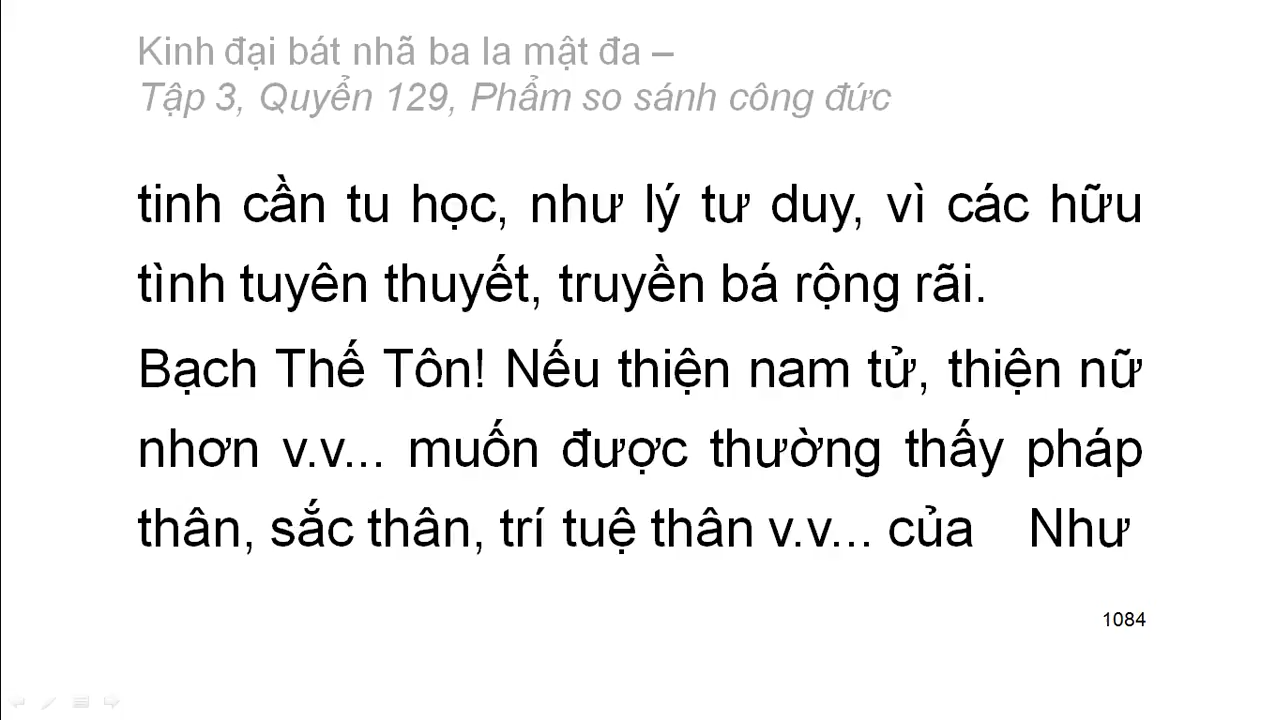 Kinh đại bát nhã ba la mật đa –
Tập 3, Quyển 129, Phẩm so sánh công đức
tinh cần tu học, như lý tư duy, vì các hữu
tình tuyên thuyết, truyền bá rộng rãi.
Bạch Thế Tôn! Nếu thiện nam tử, thiện nữ
nhơn v.v... muốn được thường thấy pháp
thân, sắc thân, trí tuệ thân v.v... của Như
1084